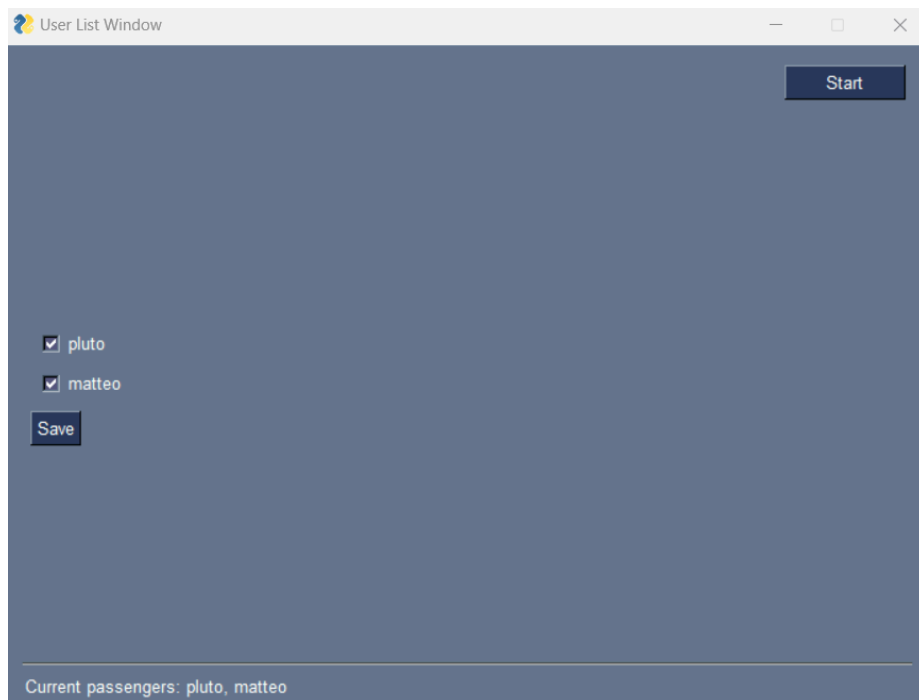 User List Window
Start
pluto
matteo
Save
Current passengers: pluto, matteo